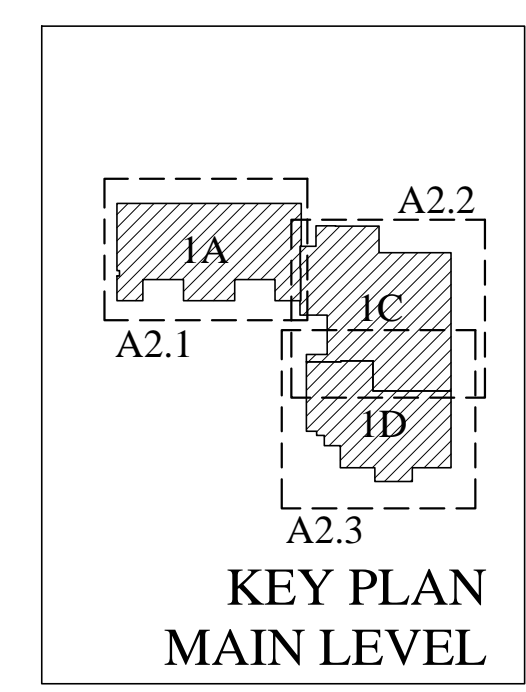 A2.2
1A
1C
A2.1
1D
A2.3
KEY PLAN
MAIN LEVEL